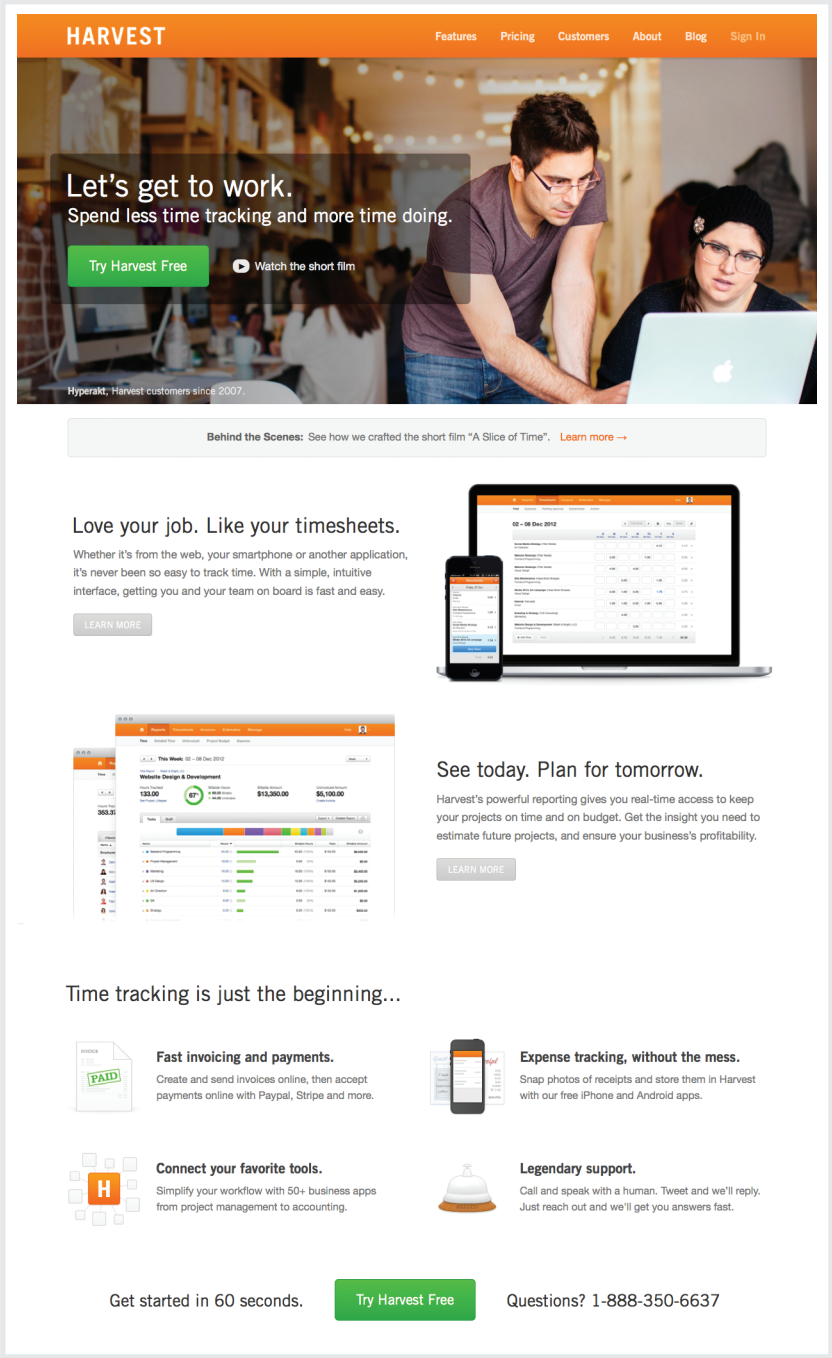 HARVEST
Features Pricing Customers About Blog Sign In
Let’s get to work.
Spend less time tracking and more time doing.
Try Harvest Free Watch the short film
Hyperakt, Harvest customers since 2007.
Behind the Scenes: See how we crafted the short film “A Slice of Time”. Learn more →
Love your job. Like your timesheets.
Whether it’s from the web, your smartphone or another application,
it’s never been so easy to track time. With a simple, intuitive
interface, getting you and your team on board is fast and easy.
LEARN MORE
02 – 08 Dec 2012
This Week: 02 – 08 Dec 2012
Website Design & Development
Hours Tracked
133.00
67%
Billable Amount
$13,350.00
$5,100.00
See today. Plan for tomorrow.
Harvest’s powerful reporting gives you real-time access to keep
your projects on time and on budget. Get the insight you need to
estimate future projects, and ensure your business’s profitability.
LEARN MORE
Time tracking is just the beginning...
INVOICE
PAID
Fast invoicing and payments.
Create and send invoices online, then accept
payments online with Paypal, Stripe and more.
Expense tracking, without the mess.
Snap photos of receipts and store them in Harvest
with our free iPhone and Android apps.
H
Connect your favorite tools.
Simplify your workflow with 50+ business apps
from project management to accounting.
Legendary support.
Call and speak with a human. Tweet and we’ll reply.
Just reach out and we’ll get you answers fast.
Get started in 60 seconds. Try Harvest Free Questions? 1-888-350-6637